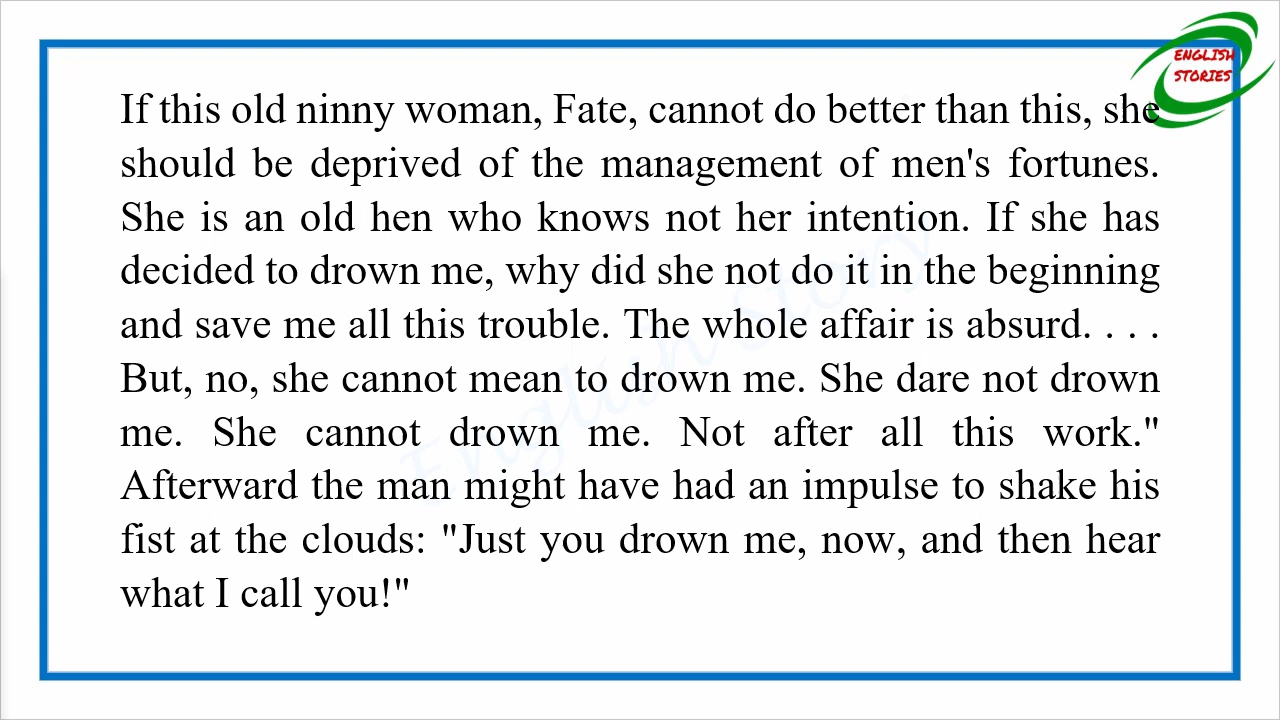 ENGLISH
STORIES
If this old ninny woman, Fate, cannot do better than this, she
should be deprived of the management of men's fortunes.
She is an old hen who knows not her intention. If she has
decided to drown me, why did she not do it in the beginning
and save me all this trouble. The whole affair is absurd. . . .
But, no, she cannot mean to drown me. She dare not drown
me. She cannot drown me. Not after all this work."
Afterward the man might have had an impulse to shake his
fist at the clouds: "Just you drown me, now, and then hear
what I call you!"
English Story